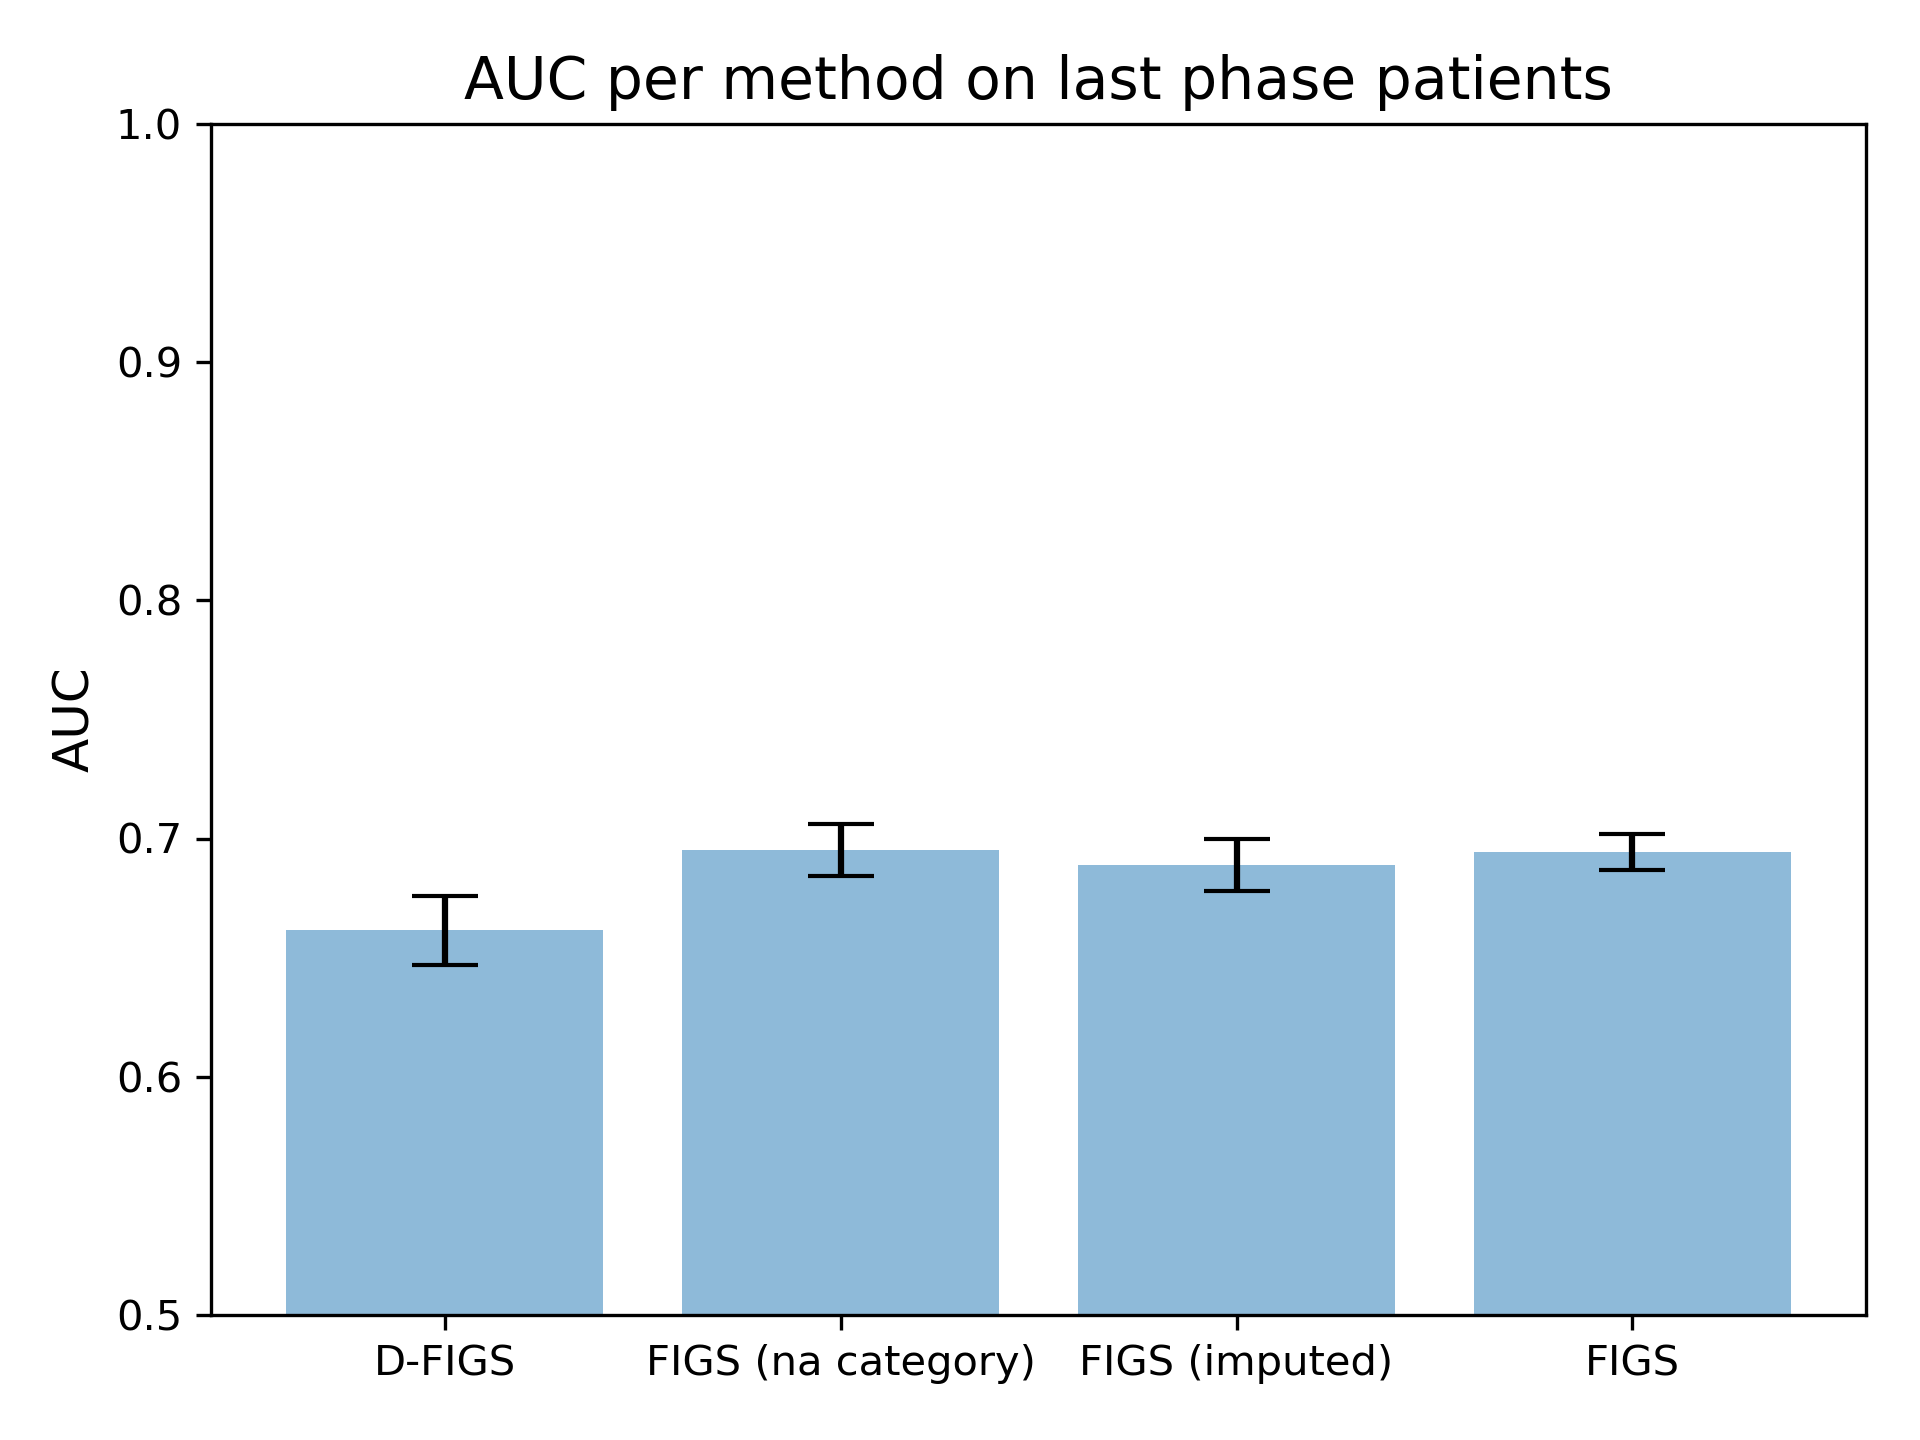 AUC per method on last phase patients
1.0
0.9
0.8
0.7
0.6
0.5
AUC
D-FIGS
FIGS (na category)
FIGS (imputed)
FIGS